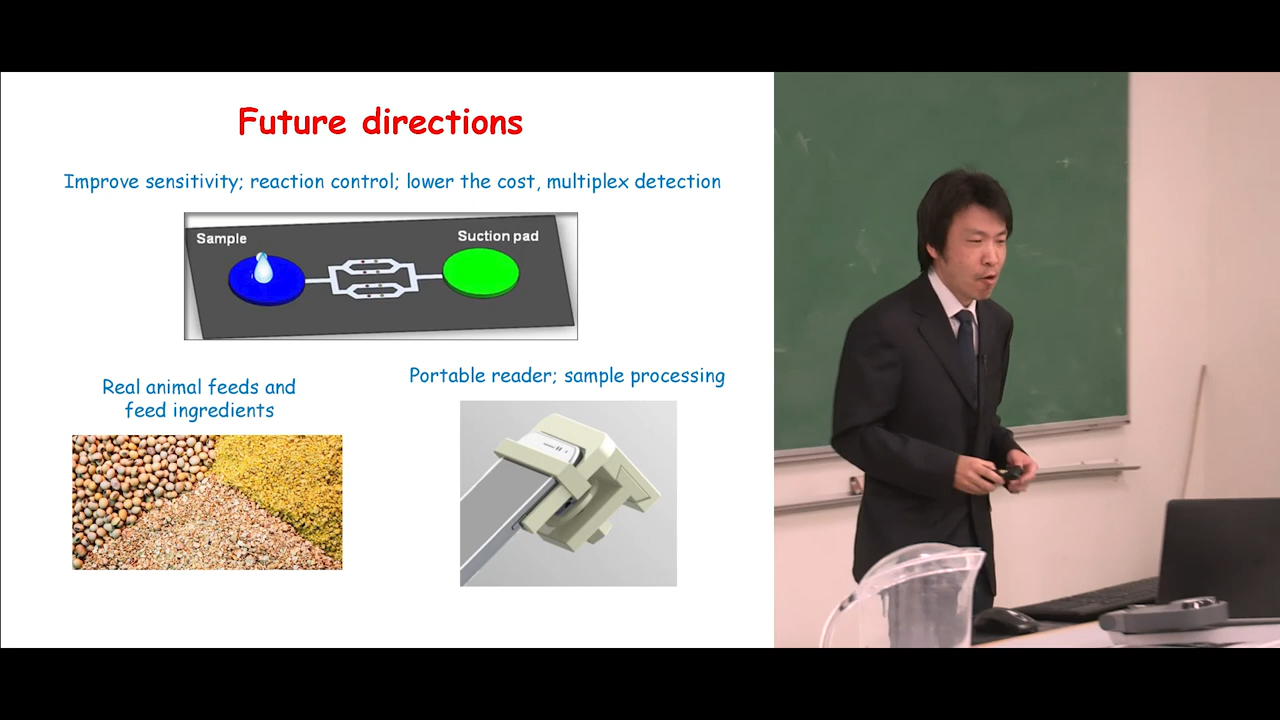 Future directions
Improve sensitivity; reaction control; lower the cost, multiplex detection
Sample
Suction pad
Real animal feeds and
feed ingredients
Portable reader; sample processing